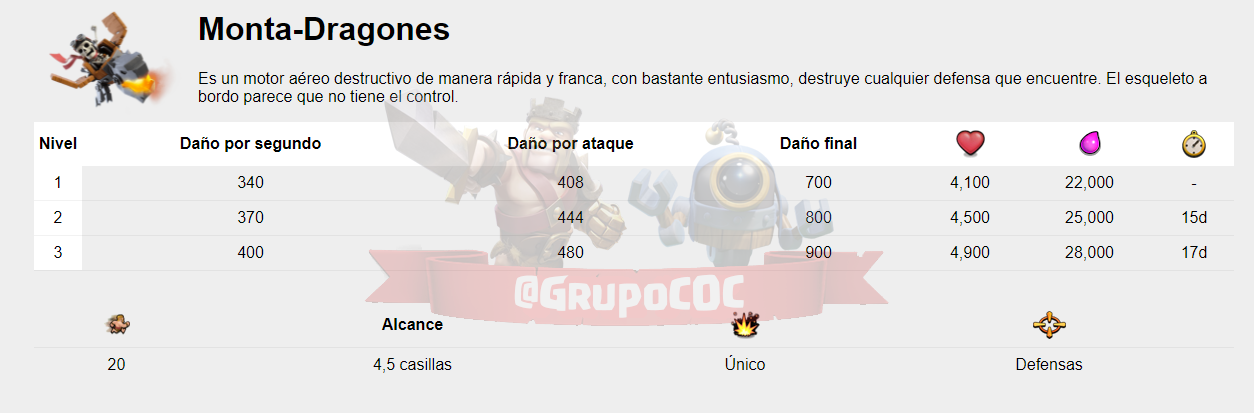 Monta-Dragones
Es un motor aéreo destructivo de manera rápida y franca, con bastante entusiasmo, destruye cualquier defensa que encuentre. El esqueleto a
bordo parece que no tiene el control.
Nivel Daño por segundo Daño por ataque Daño final
1 340 408 700 4,100 22,000 -
2 370 444 800 4,500 25,000 15d
3 400 480 900 4,900 28,000 17d
@GRUPOCOC
Alcance
20 4,5 casillas Único Defensas